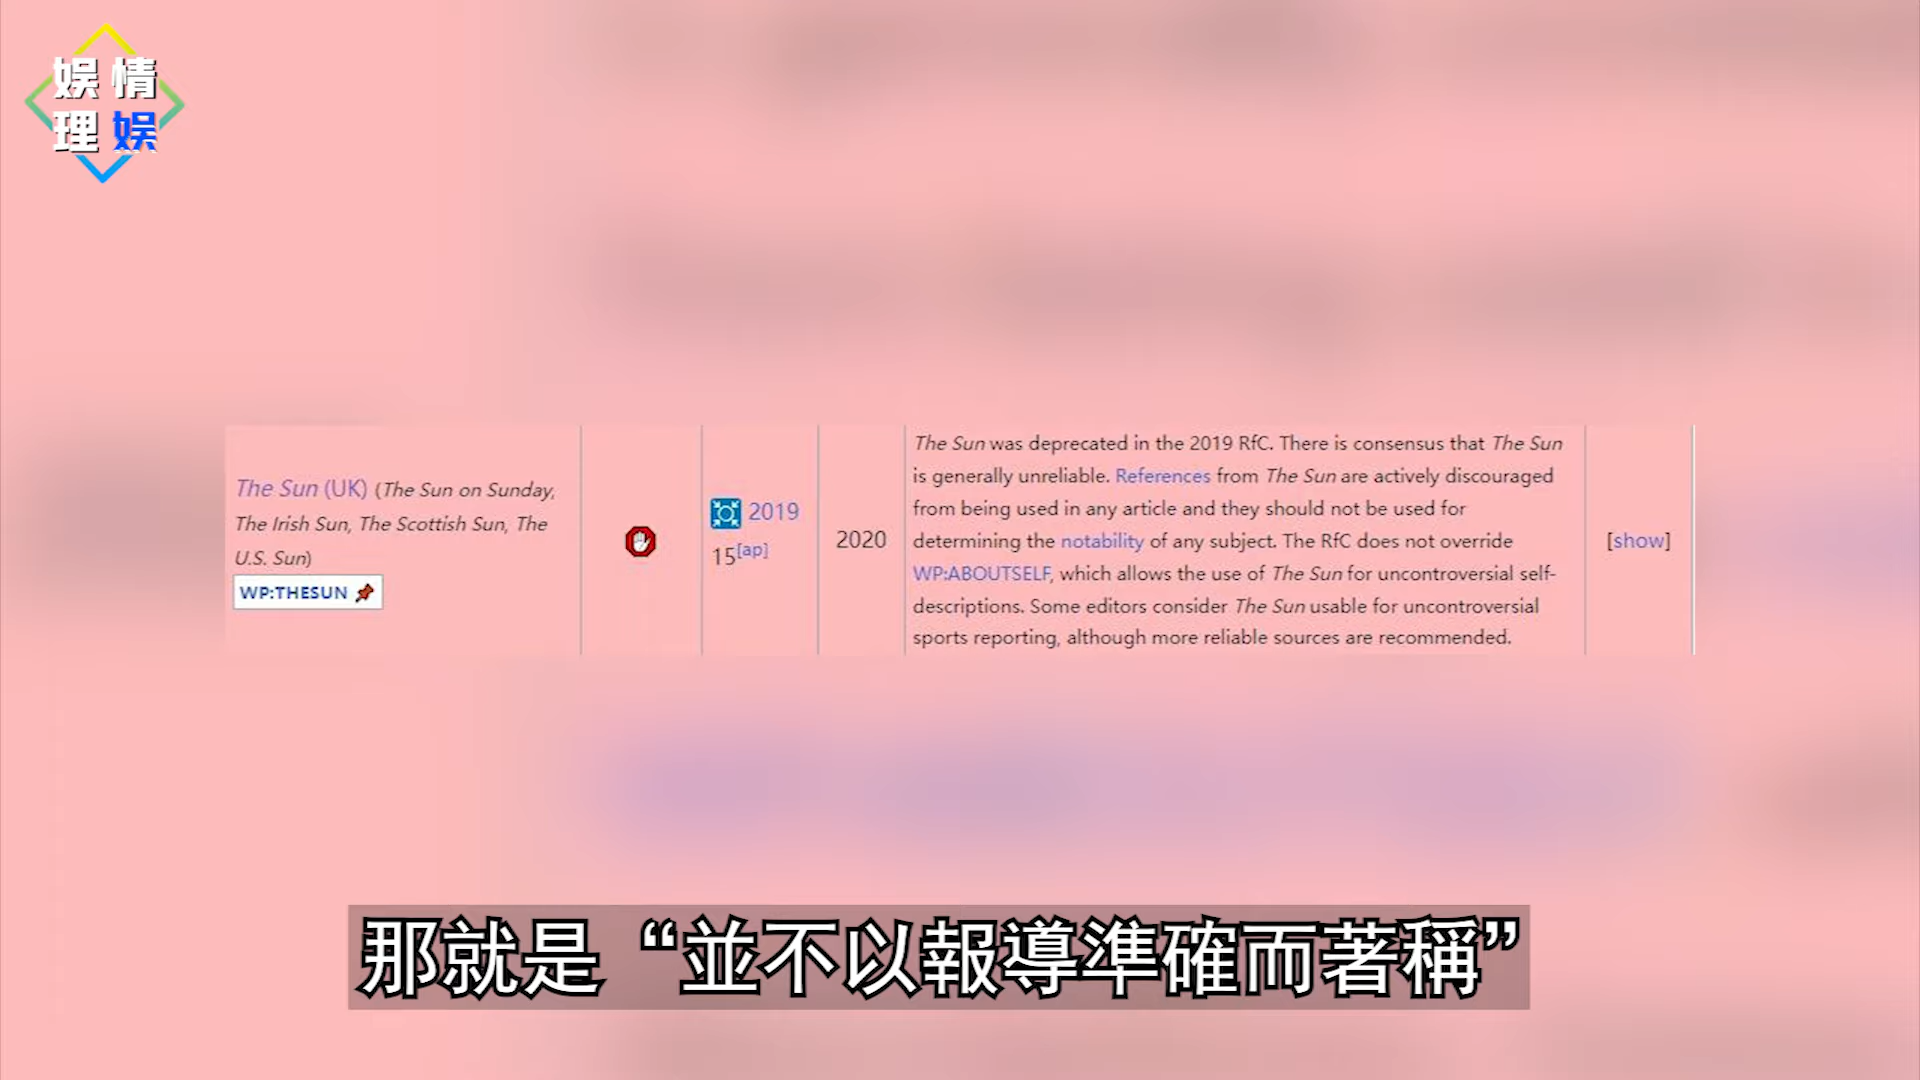 娱情
理娱
The Sun (UK) (The Sun on Sunday,
The Irish Sun, The Scottish Sun, The
U.S. Sun)
WP:THESUN
2019
15[ap]
2020
The Sun was deprecated in the 2019 RfC. There is consensus that The Sun
is generally unreliable. References from The Sun are actively discouraged
from being used in any article and they should not be used for
determining the notability of any subject. The RfC does not override
WP:ABOUTSELF, which allows the use of The Sun for uncontroversial self-
descriptions. Some editors consider The Sun usable for uncontroversial
sports reporting, although more reliable sources are recommended.
[show]
那就是“並不以報導準確而著稱”